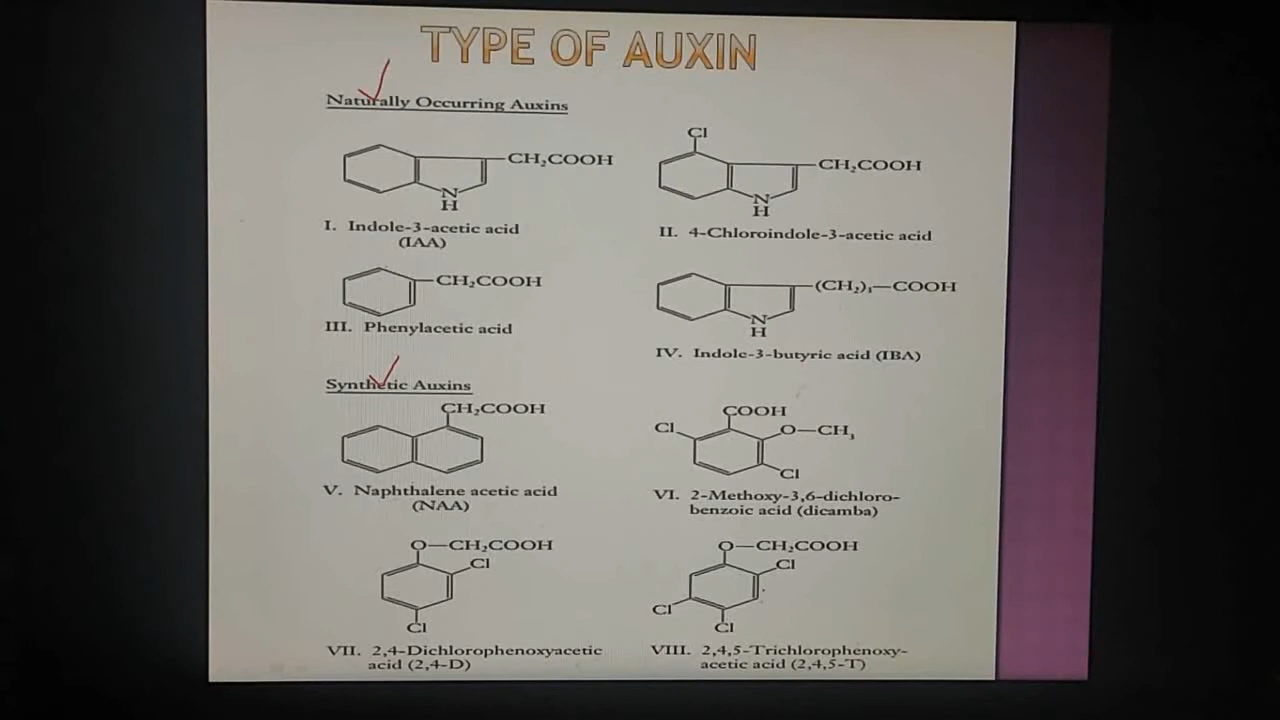 TYPE OF AUXIN
Naturally Occurring Auxins
CH₂COOH
N
H
I. Indole-3-acetic acid
(IAA)
Cl
CH₂COOH
N
H
II. 4-Chloroindole-3-acetic acid
CH₂COOH
III. Phenylacetic acid
(CH₂)₃—COOH
N
H
IV. Indole-3-butyric acid (IBA)
Synthetic Auxins
CH₂COOH
V. Naphthalene acetic acid
(NAA)
COOH
Cl
O—CH₃
Cl
VI. 2-Methoxy-3,6-dichloro-
benzoic acid (dicamba)
O—CH₂COOH
Cl
Cl
VII. 2,4-Dichlorophenoxyacetic
acid (2,4-D)
O—CH₂COOH
Cl
Cl
Cl
VIII. 2,4,5-Trichlorophenoxy-
acetic acid (2,4,5-T)